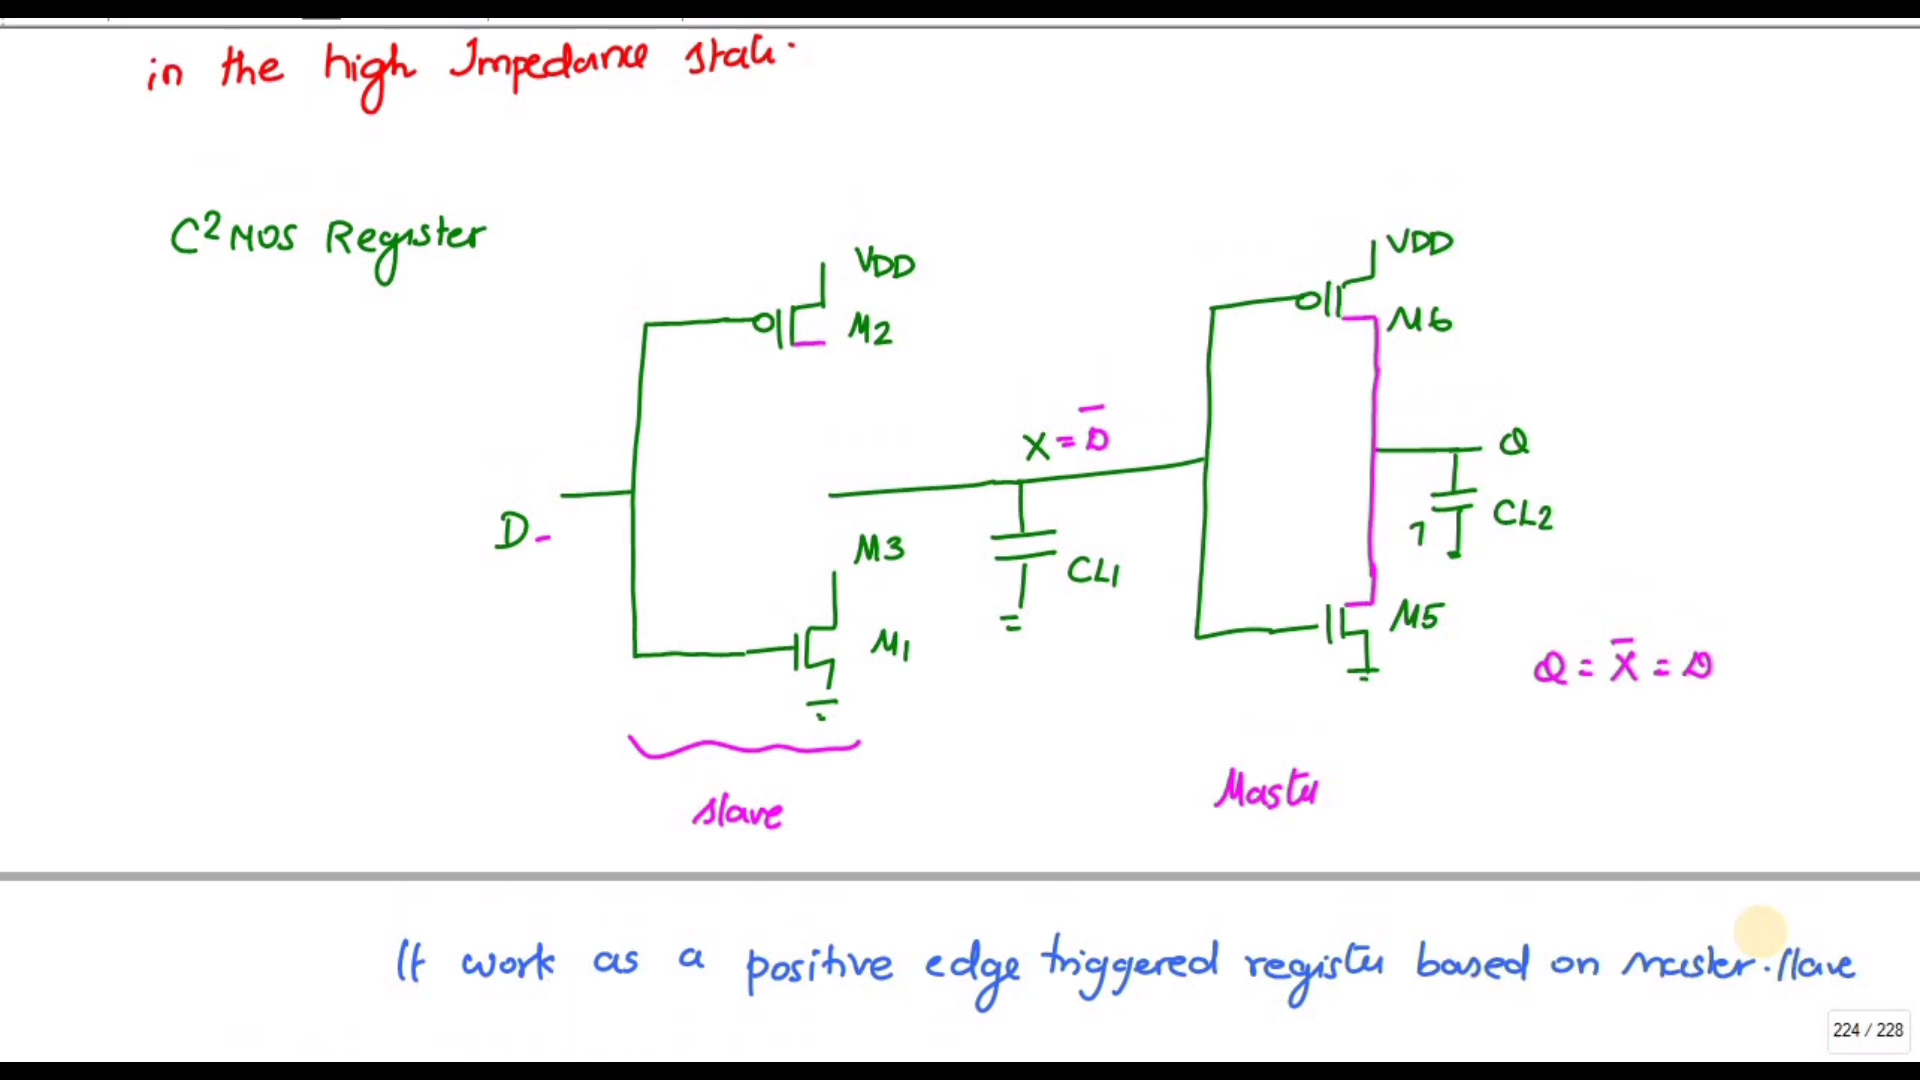 in the high Impedance state.
C²MOS Register
VDD
VDD
M2
M6
X = D̅
Q
D-
M3
CL1
CL2
M1
M5
Q = X̅ = D
slave
Master
It work as a positive edge triggered register based on master-slave
224 / 228